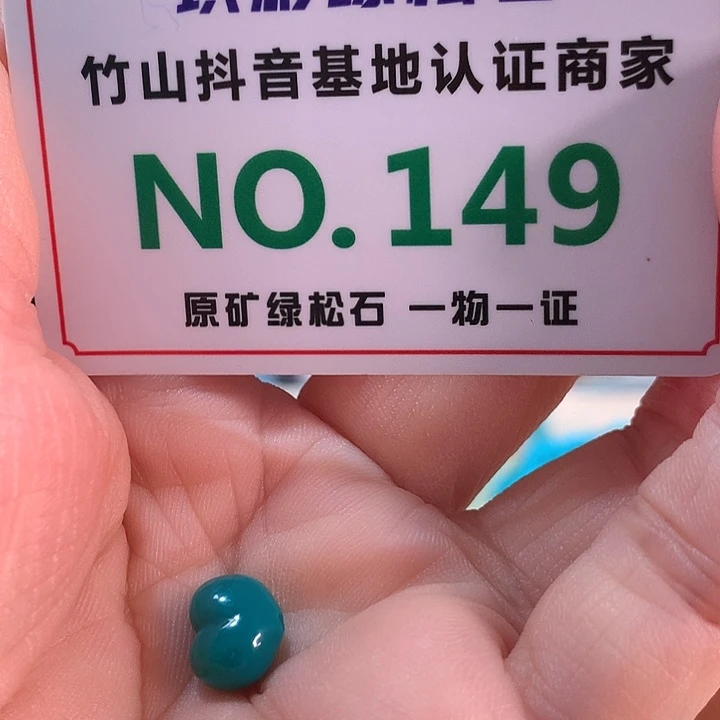 竹山抖音基地认证商家
NO.149
原矿绿松石 一物一证